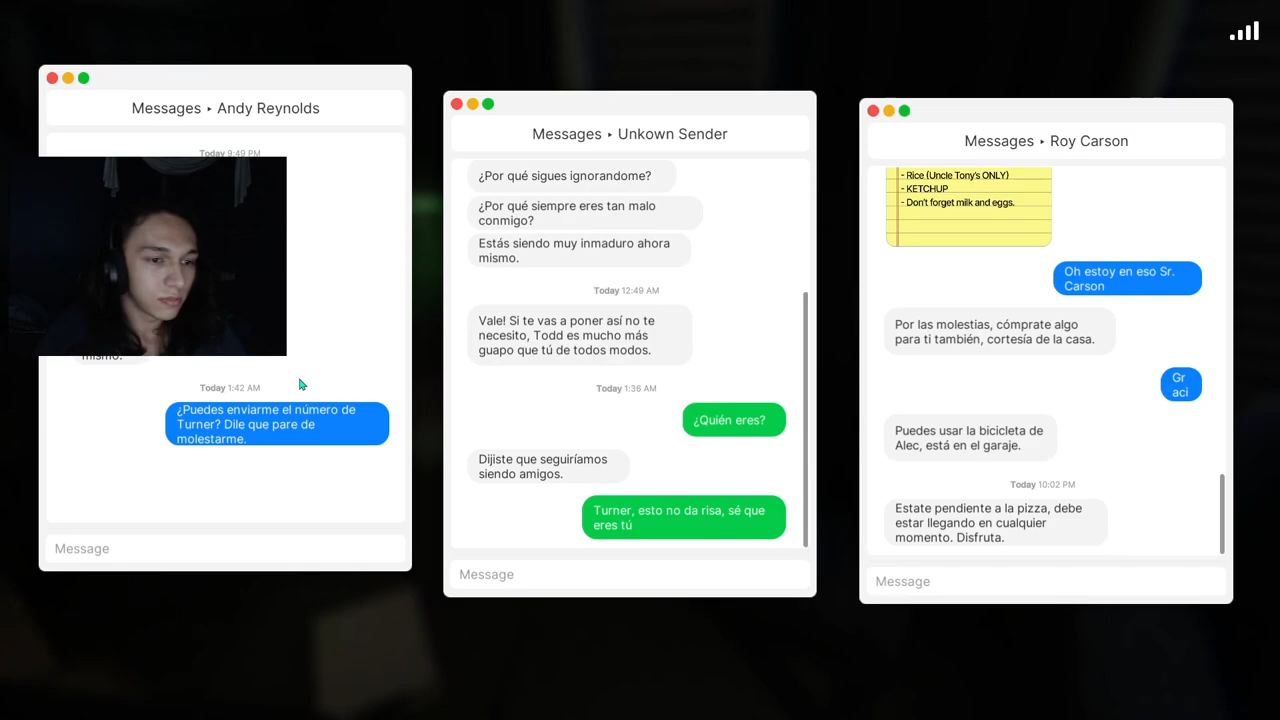 Messages ‣ Andy Reynolds
Today 9:49 PM
mismo.
Today 1:42 AM
¿Puedes enviarme el número de
Turner? Dile que pare de
molestarme.
Message
Messages ‣ Unkown Sender
¿Por qué sigues ignorandome?
¿Por qué siempre eres tan malo
conmigo?
Estás siendo muy inmaduro ahora
mismo.
Today 12:49 AM
Vale! Si te vas a poner así no te
necesito, Todd es mucho más
guapo que tú de todos modos.
Today 1:36 AM
¿Quién eres?
Dijiste que seguiríamos
siendo amigos.
Turner, esto no da risa, sé que
eres tú
Message
Messages ‣ Roy Carson
- Rice (Uncle Tony's ONLY)
- KETCHUP
- Don't forget milk and eggs.
Oh estoy en eso Sr.
Carson
Por las molestias, cómprate algo
para ti también, cortesía de la casa.
Gr
aci
Puedes usar la bicicleta de
Alec, está en el garaje.
Today 10:02 PM
Estate pendiente a la pizza, debe
estar llegando en cualquier
momento. Disfruta.
Message